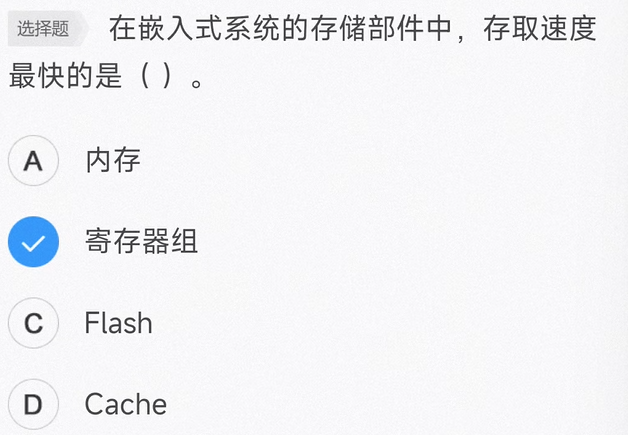 选择题 在嵌入式系统的存储部件中，存取速度
最快的是（ ）。
A 内存
寄存器组
C Flash
D Cache